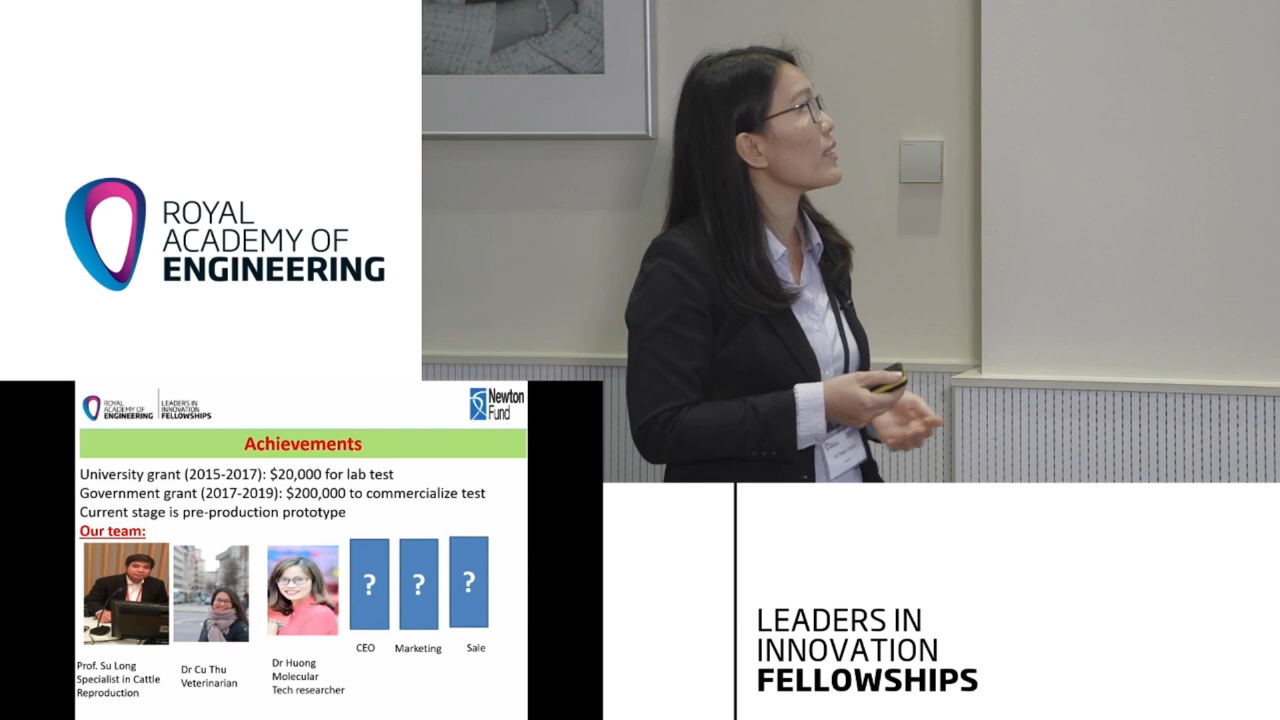 ROYAL
ACADEMY OF
ENGINEERING
ROYAL
ACADEMY OF
ENGINEERING
LEADERS IN
INNOVATION
FELLOWSHIPS
Newton
Fund
Achievements
University grant (2015-2017): $20,000 for lab test
Government grant (2017-2019): $200,000 to commercialize test
Current stage is pre-production prototype
Our team:
? ? ?
CEO Marketing Sale
Prof. Su Long
Specialist in Cattle
Reproduction
Dr Cu Thu
Veterinarian
Dr Huong
Molecular
Tech researcher
LEADERS IN
INNOVATION
FELLOWSHIPS